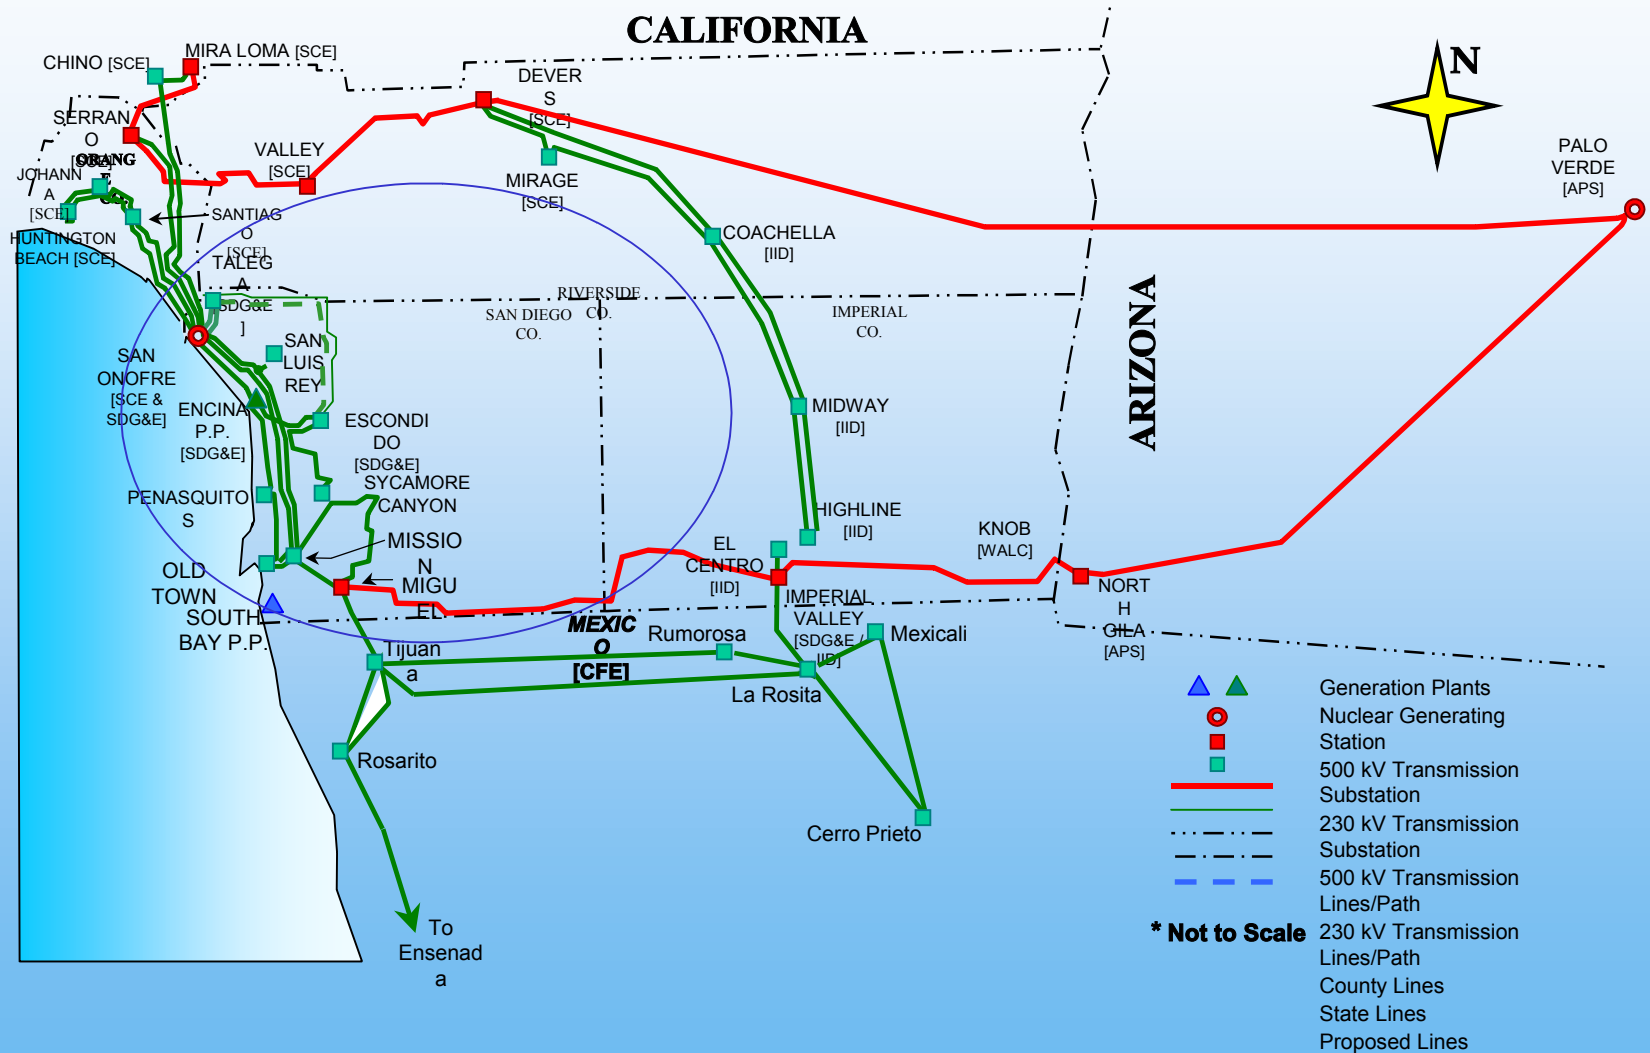 CALIFORNIA
MIRA LOMA [SCE]
CHINO [SCE]
N
DEVER
S
[SCE]
SERRAN
O
[SCE]
ORANG
E
CO.
PALO
VERDE
[APS]
VALLEY
[SCE]
JOHANN
A
[SCE]
MIRAGE
[SCE]
SANTIAG
O
[SCE]
HUNTINGTON
BEACH [SCE]
COACHELLA
[IID]
TALEG
A
[SDG&E
]
RIVERSIDE
CO.
SAN DIEGO
CO.
IMPERIAL
CO.
ARIZONA
SAN
ONOFRE
[SCE &
SDG&E]
SAN
LUIS
REY
ENCINA
P.P.
[SDG&E]
ESCONDI
DO
[SDG&E]
MIDWAY
[IID]
SYCAMORE
CANYON
PENASQUITO
S
HIGHLINE
[IID]
KNOB
[WALC]
MISSIO
N
EL
CENTRO
[IID]
OLD
TOWN
MIGU
EL
NORT
H
GILA
[APS]
IMPERIAL
VALLEY
[SDG&E /
IID]
SOUTH
BAY P.P.
MEXIC
O
[CFE]
Rumorosa
Mexicali
Tijuan
a
La Rosita
Rosarito
Cerro Prieto
To
Ensenad
a
Generation Plants
Nuclear Generating
Station
500 kV Transmission
Substation
230 kV Transmission
Substation
500 kV Transmission
Lines/Path
230 kV Transmission
Lines/Path
County Lines
State Lines
Proposed Lines
* Not to Scale